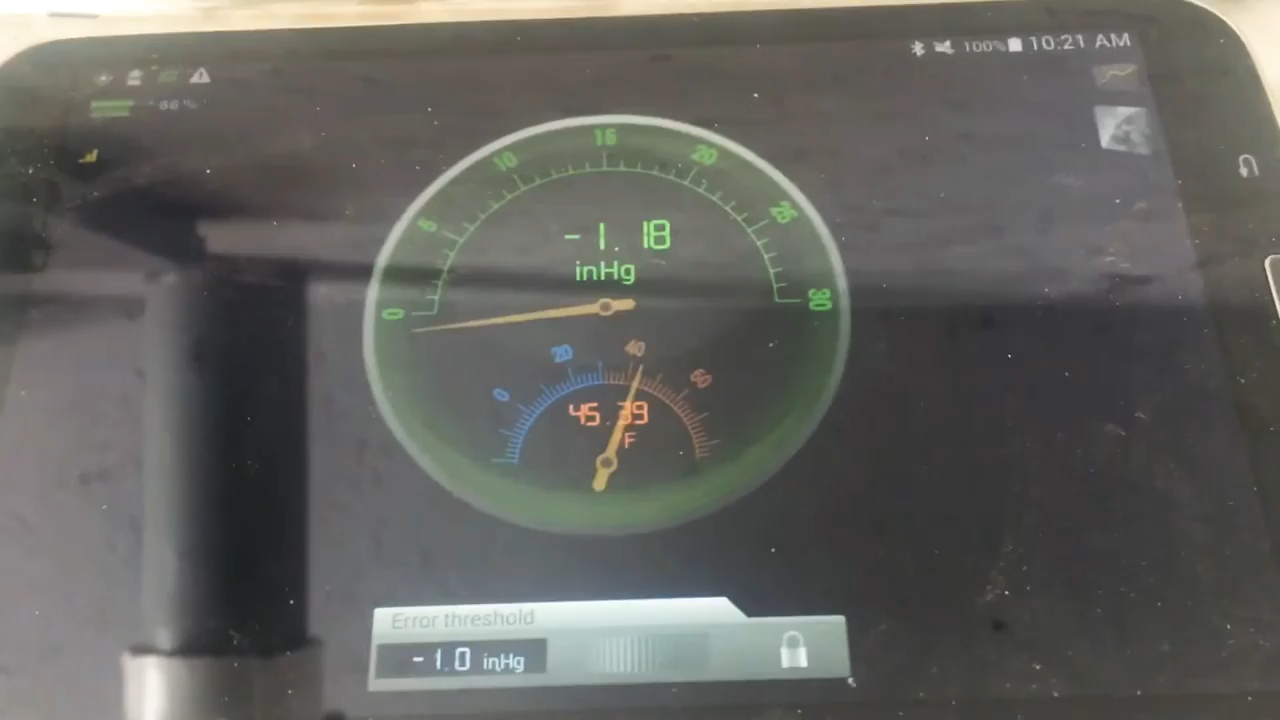 100% 10:21 AM
66 %
0 5 10 15 20 25 30
-1.18
inHg
0 20 40 60
45.39
F
Error threshold
-1.0 inHg